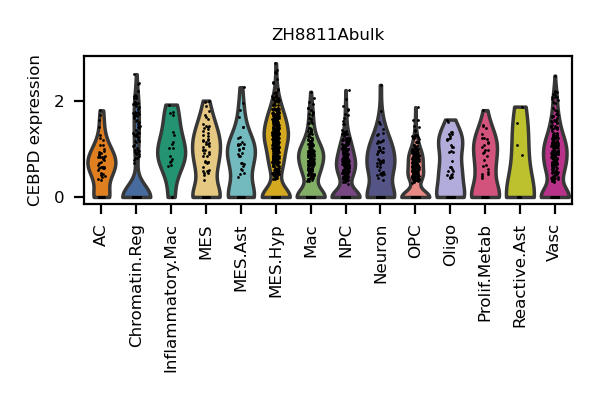 ZH8811Abulk
CEBPD expression
2
0
AC
Chromatin.Reg
Inflammatory.Mac
MES
MES.Ast
MES.Hyp
Mac
NPC
Neuron
OPC
Oligo
Prolif.Metab
Reactive.Ast
Vasc